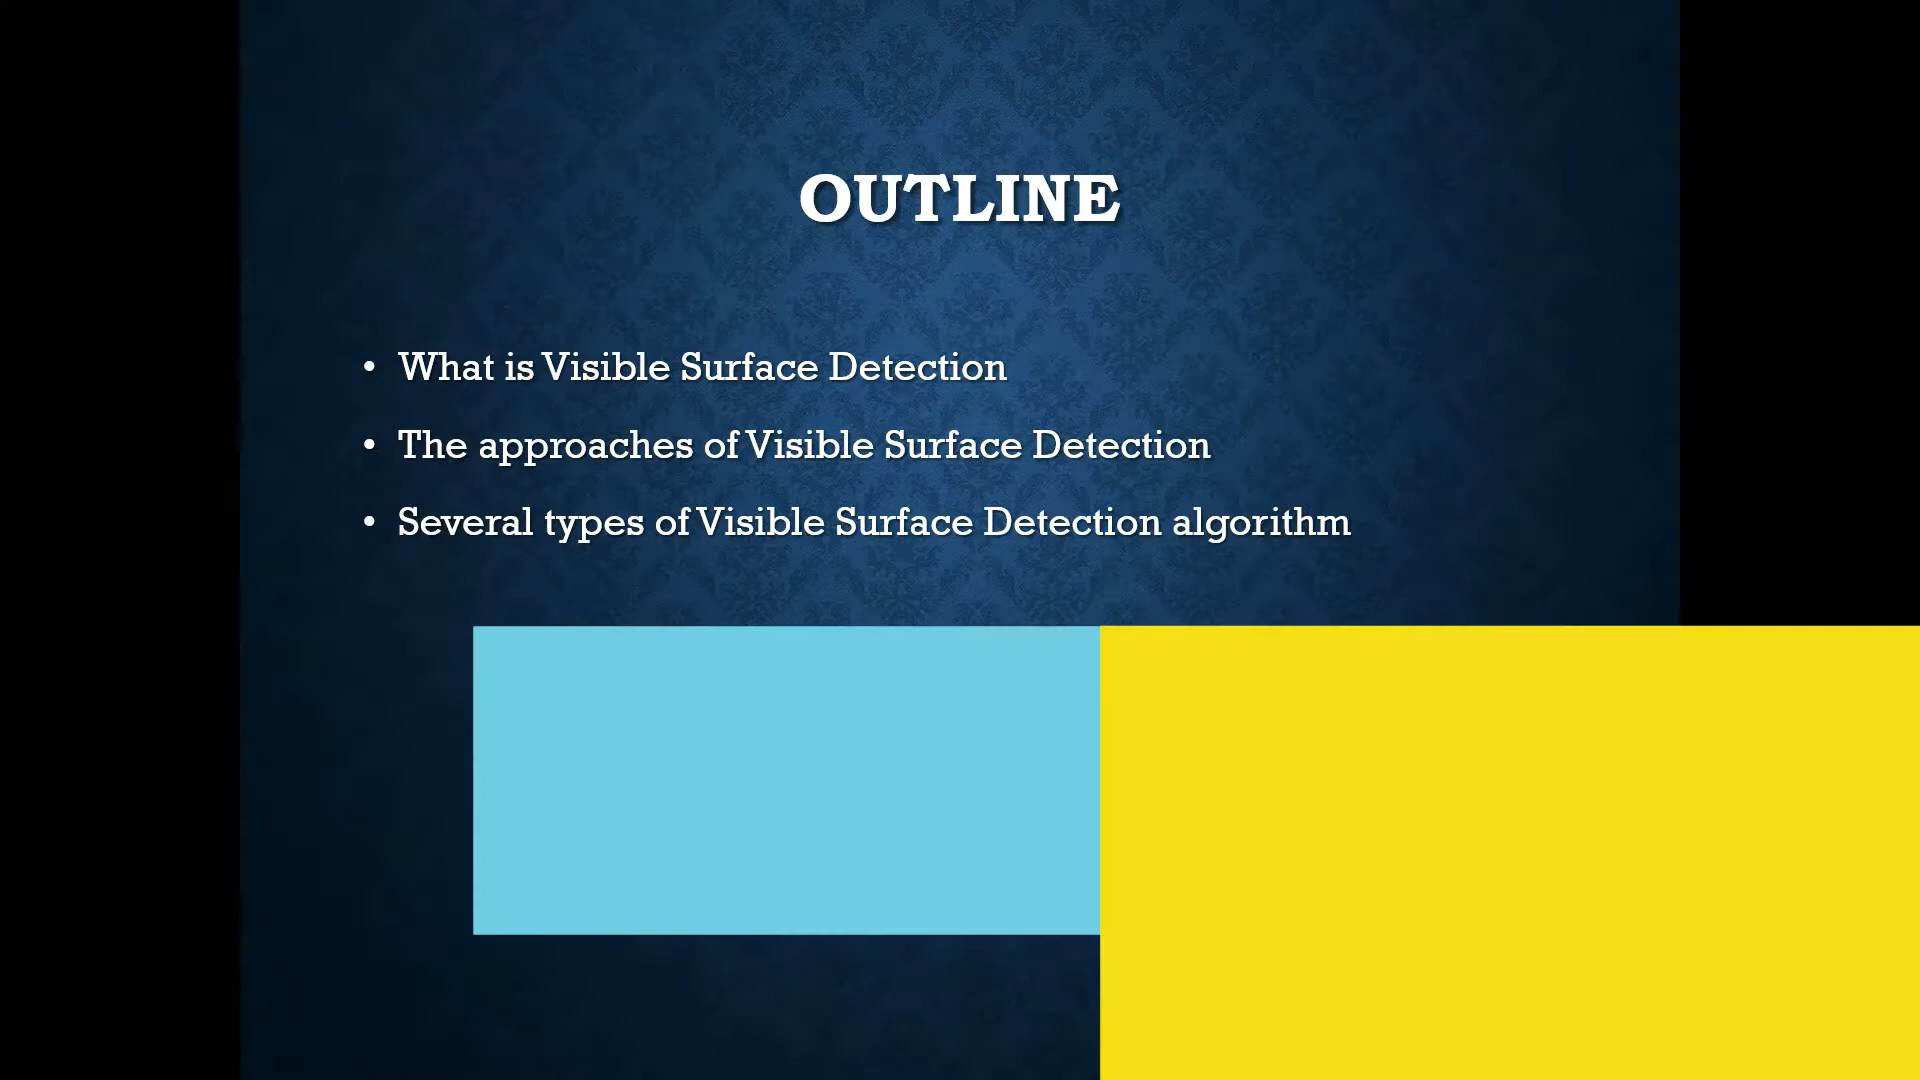 OUTLINE
• What is Visible Surface Detection
• The approaches of Visible Surface Detection
• Several types of Visible Surface Detection algorithm